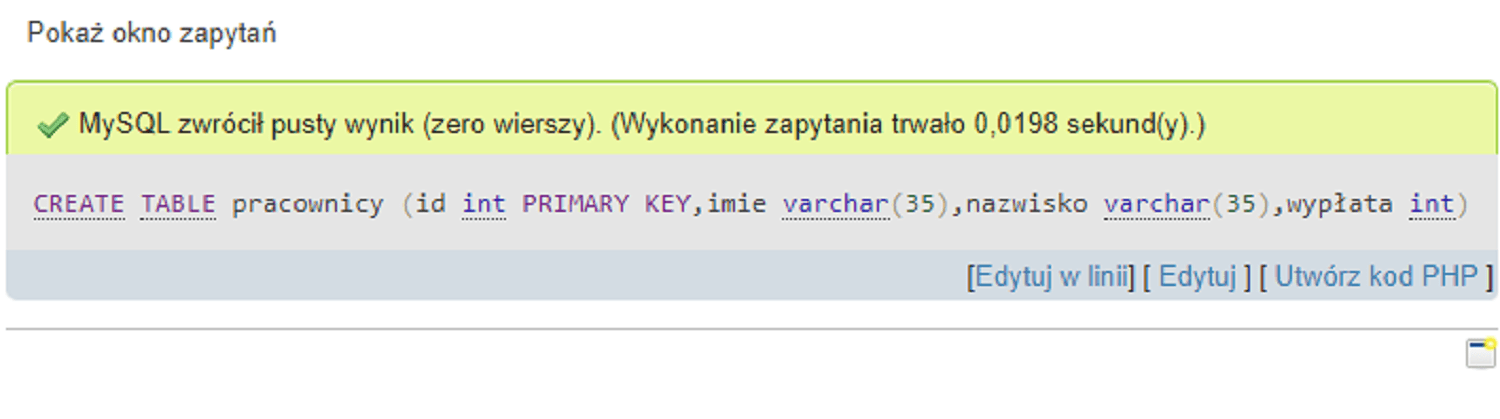 Pokaż okno zapytań
MySQL zwrócił pusty wynik (zero wierszy). (Wykonanie zapytania trwało 0,0198 sekund(y).)
CREATE TABLE pracownicy (id int PRIMARY KEY,imie varchar(35),nazwisko varchar(35),wypłata int)
[Edytuj w linii] [ Edytuj ] [ Utwórz kod PHP ]